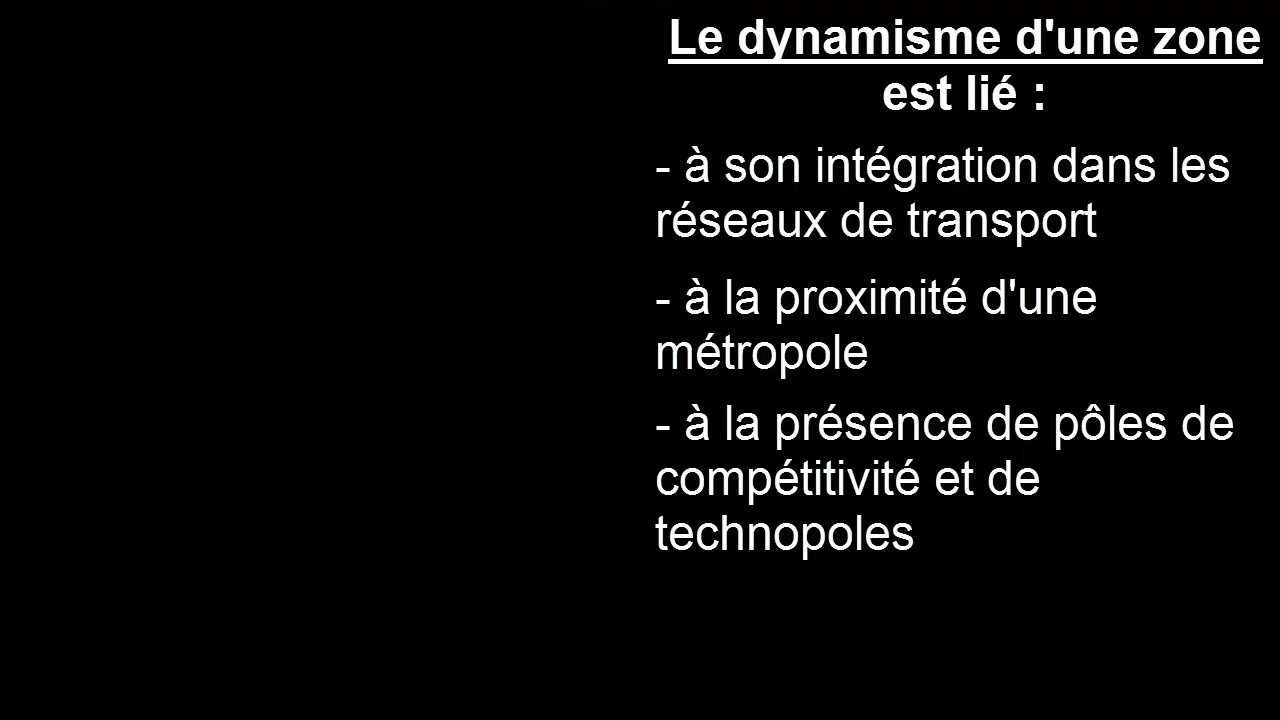 Le dynamisme d'une zone
est lié :
- à son intégration dans les
réseaux de transport
- à la proximité d'une
métropole
- à la présence de pôles de
compétitivité et de
technopoles